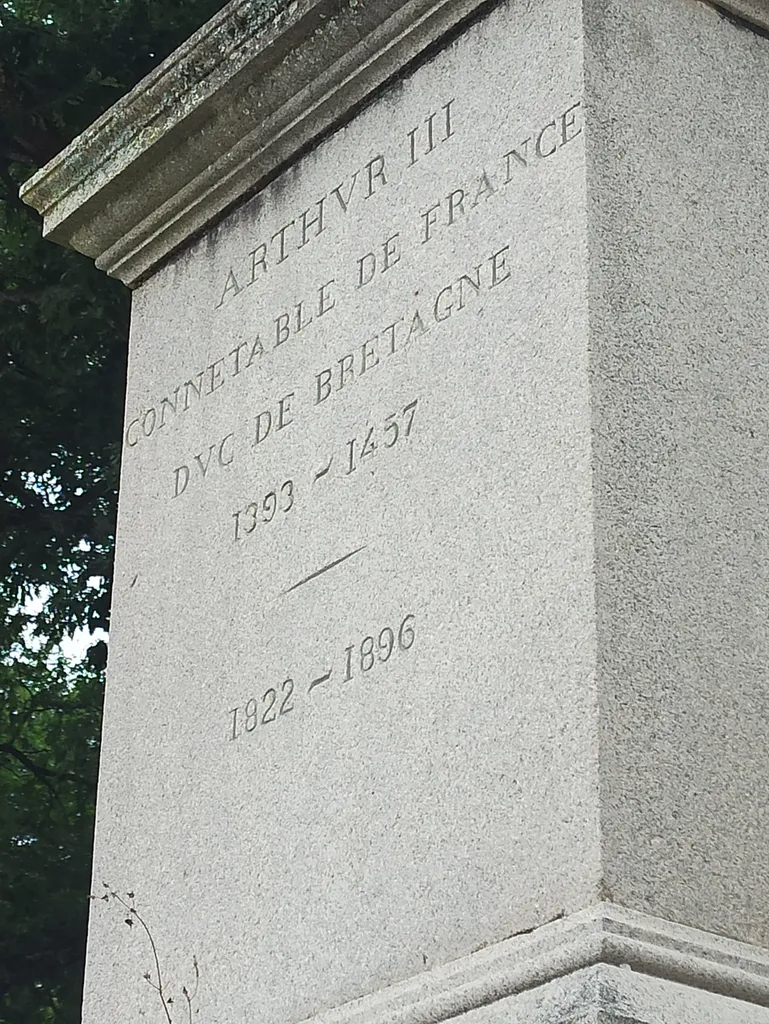 ARTHVR III
CONNETABLE DE FRANCE
DVC DE BRETAGNE
1393 ~ 1457
1822 ~ 1896